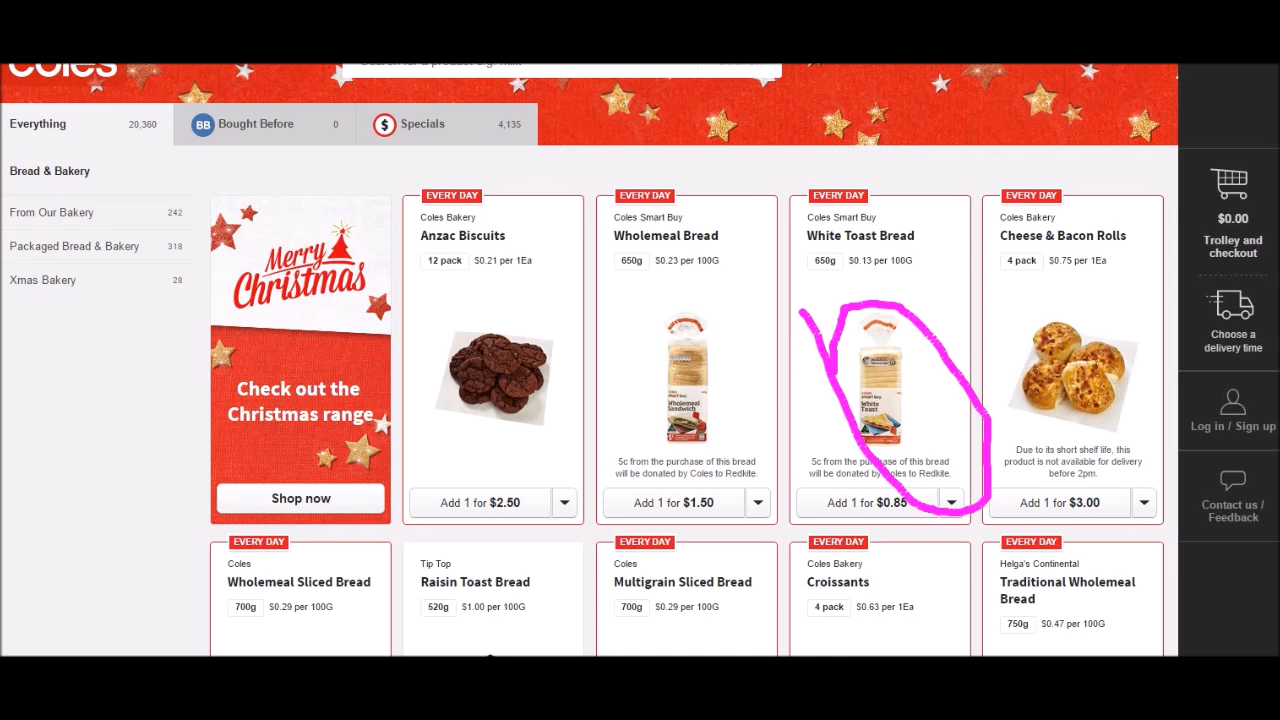 coles
Everything 20,360
BB Bought Before 0
$ Specials 4,135
Bread & Bakery
From Our Bakery 242
Packaged Bread & Bakery 318
Xmas Bakery 28
Merry
Christmas
Check out the
Christmas range
Shop now
EVERY DAY
Coles Bakery
Anzac Biscuits
12 pack $0.21 per 1Ea
Add 1 for $2.50
EVERY DAY
Coles Smart Buy
Wholemeal Bread
650g $0.23 per 100G
Wholemeal
Sandwich
5c from the purchase of this bread
will be donated by Coles to Redkite.
Add 1 for $1.50
EVERY DAY
Coles Smart Buy
White Toast Bread
650g $0.13 per 100G
White
Toast
5c from the purchase of this bread
will be donated by Coles to Redkite.
Add 1 for $0.85
EVERY DAY
Coles Bakery
Cheese & Bacon Rolls
4 pack $0.75 per 1Ea
Due to its short shelf life, this
product is not available for delivery
before 2pm.
Add 1 for $3.00
EVERY DAY
Coles
Wholemeal Sliced Bread
700g $0.29 per 100G
Tip Top
Raisin Toast Bread
520g $1.00 per 100G
EVERY DAY
Coles
Multigrain Sliced Bread
700g $0.29 per 100G
EVERY DAY
Coles Bakery
Croissants
4 pack $0.63 per 1Ea
EVERY DAY
Helga's Continental
Traditional Wholemeal
Bread
750g $0.47 per 100G
$0.00
Trolley and
checkout
Choose a
delivery time
Log in / Sign up
Contact us /
Feedback